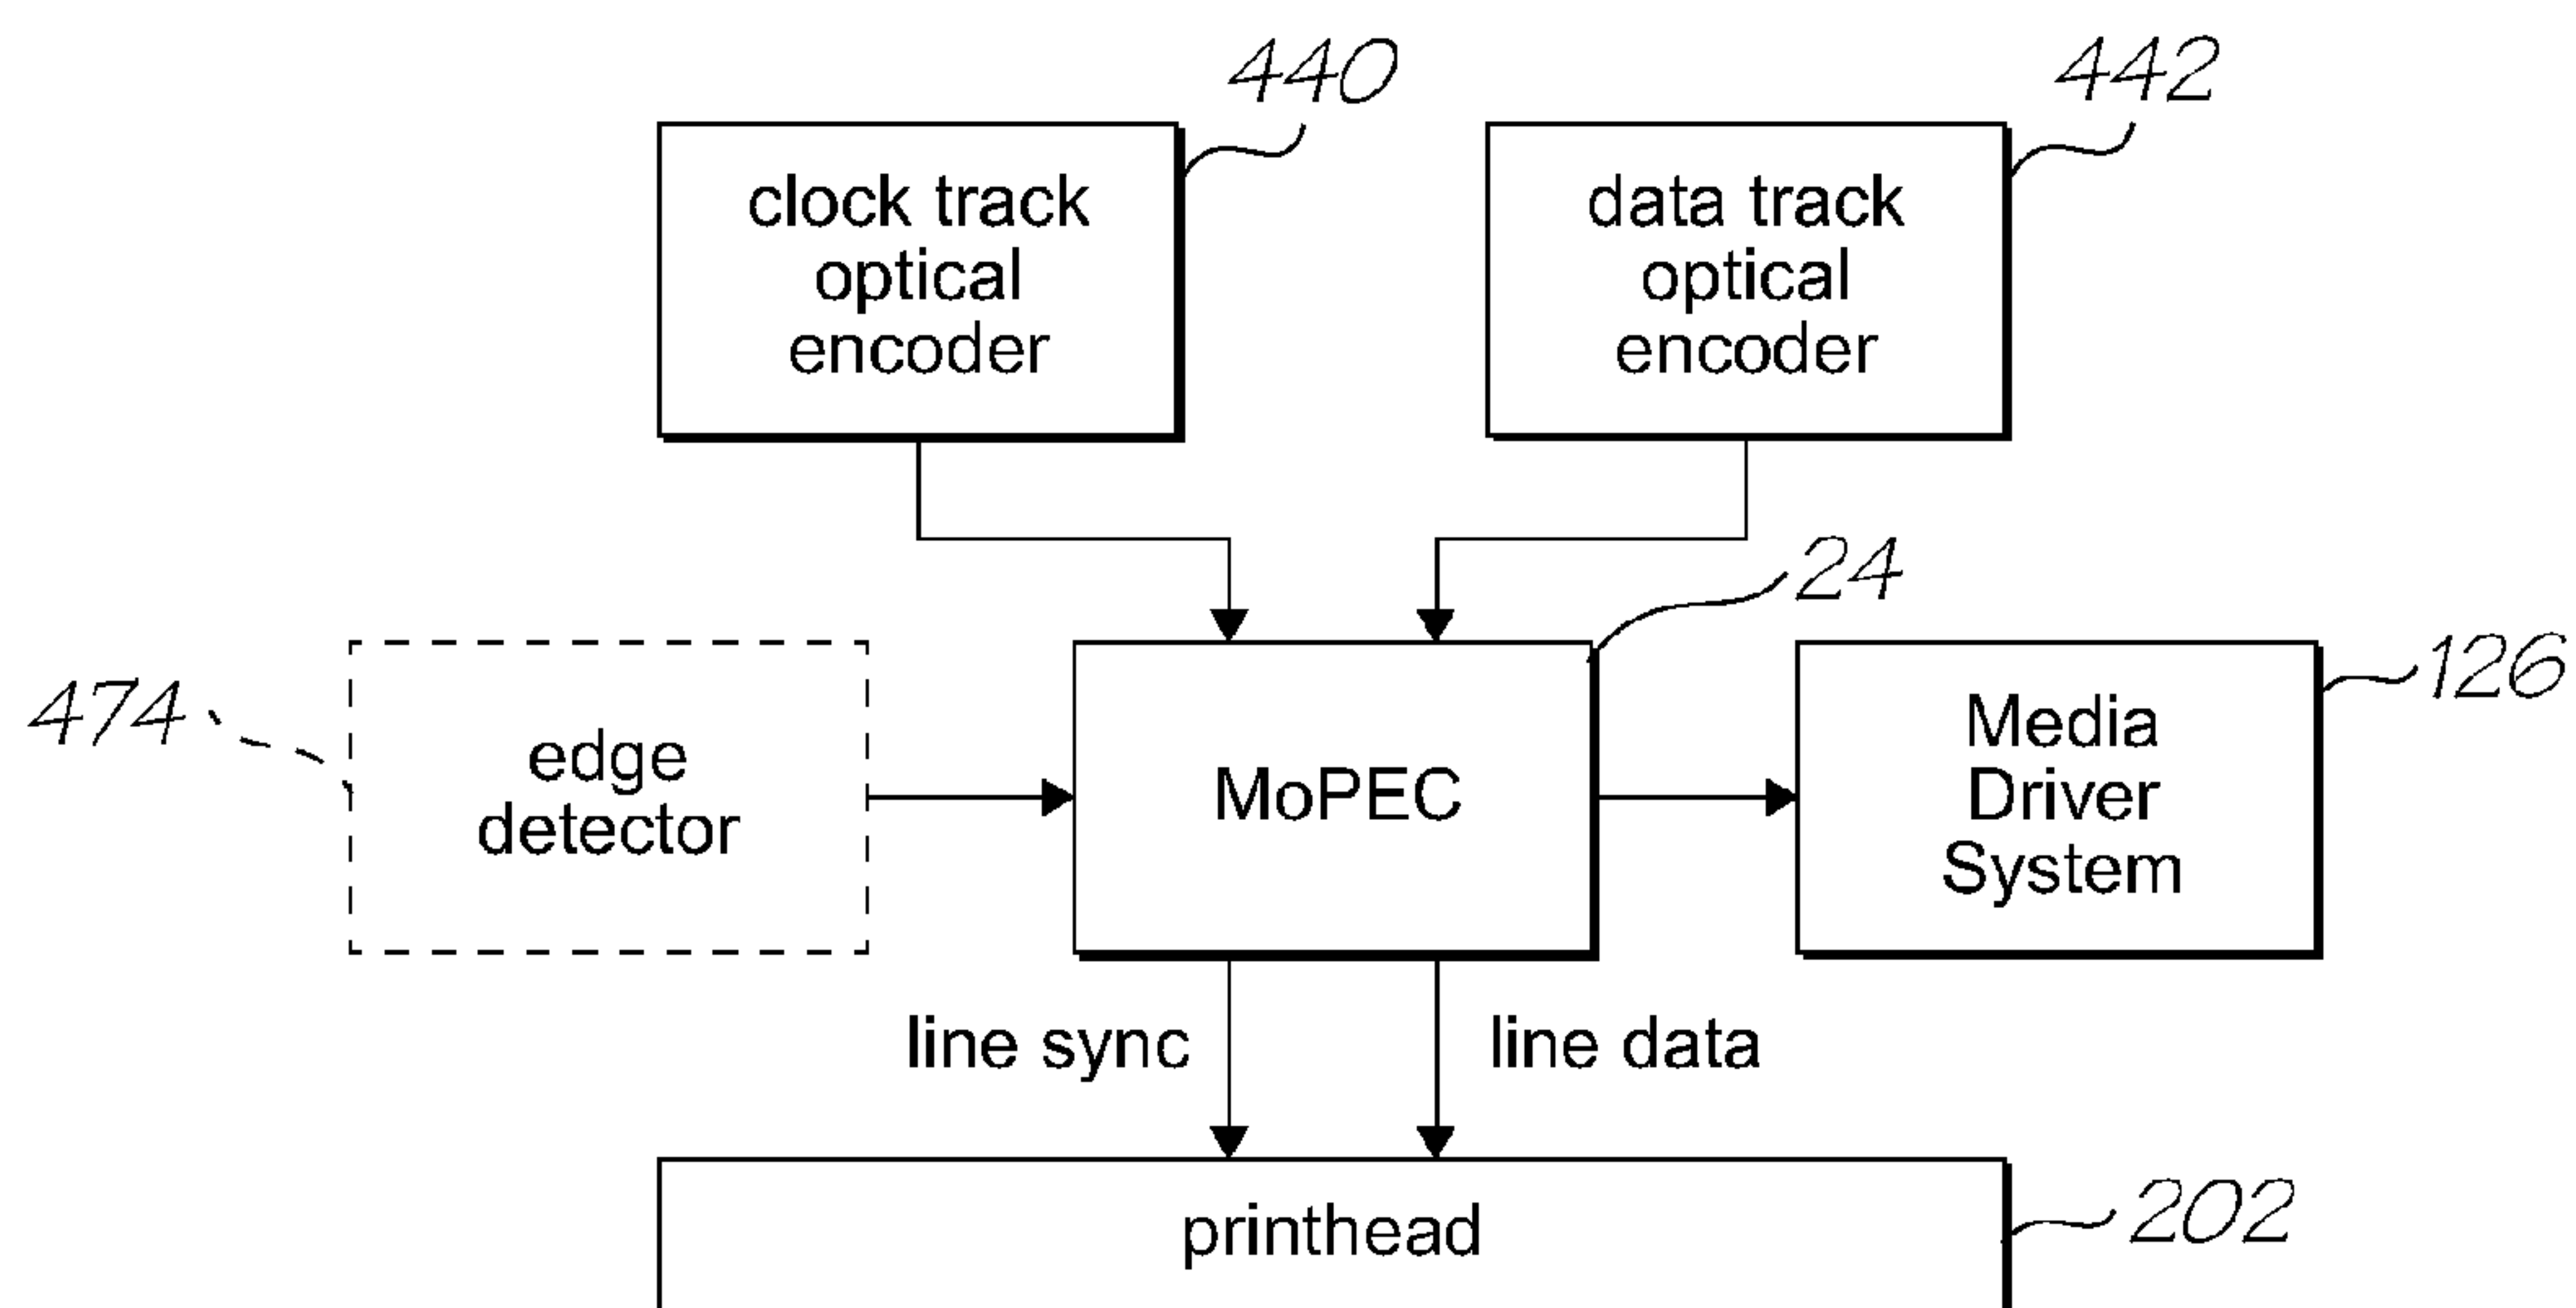 440
442
clock track
optical
encoder
data track
optical
encoder
24
474
edge
detector
MoPEC
Media
Driver
System
126
line sync
line data
printhead
202